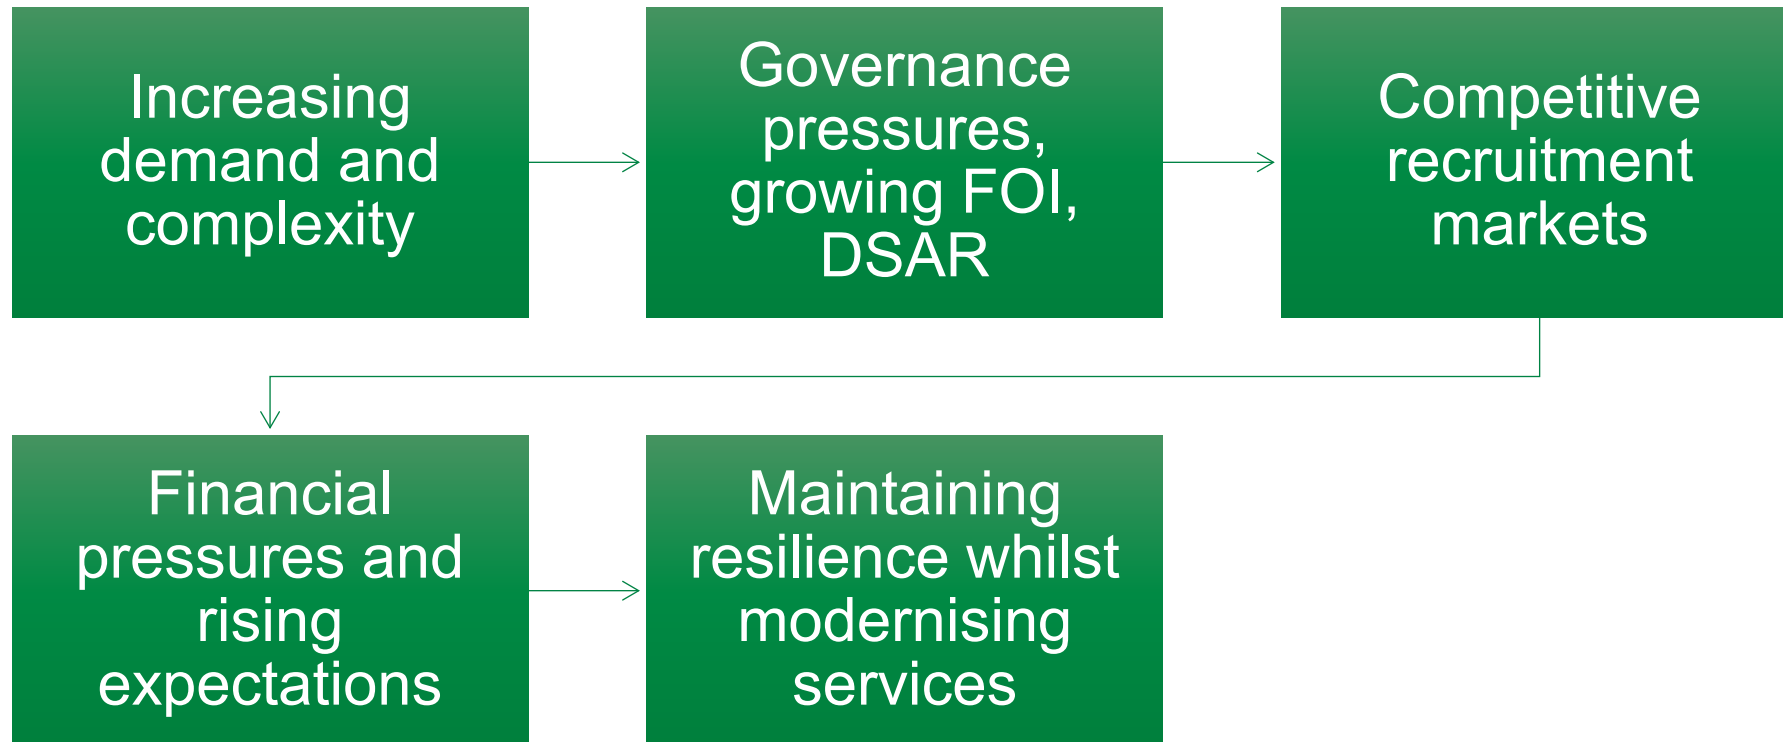 Increasing
demand and
complexity
Governance
pressures,
growing FOI,
DSAR
Competitive
recruitment
markets
Financial
pressures and
rising
expectations
Maintaining
resilience whilst
modernising
services